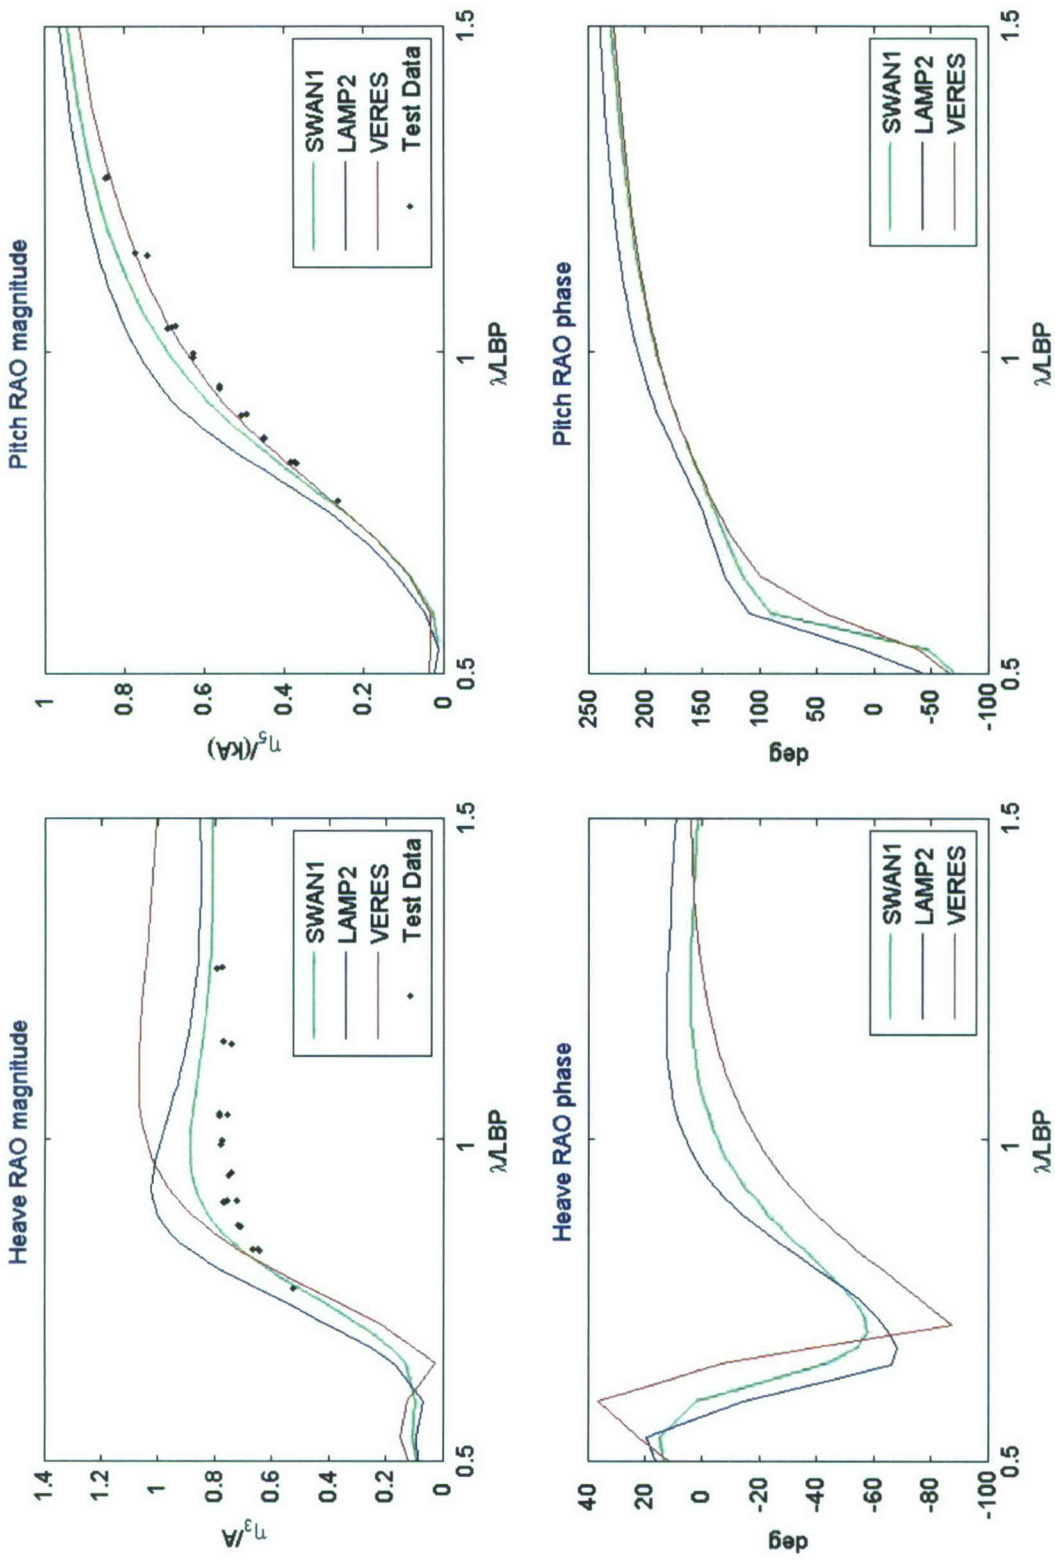 Heave RAO magnitude
1.4
1.2
1
0.8
0.6
0.4
0.2
0
η3/A
0.5
1
1.5
λ/LBP
SWAN1
LAMP2
VERES
Test Data
Pitch RAO magnitude
1
0.8
0.6
0.4
0.2
0
η5/(kA)
0.5
1
1.5
λ/LBP
SWAN1
LAMP2
VERES
Test Data
Heave RAO phase
40
20
0
-20
-40
-60
-80
-100
deg
0.5
1
1.5
λ/LBP
SWAN1
LAMP2
VERES
Pitch RAO phase
250
200
150
100
50
0
-50
-100
deg
0.5
1
1.5
λ/LBP
SWAN1
LAMP2
VERES